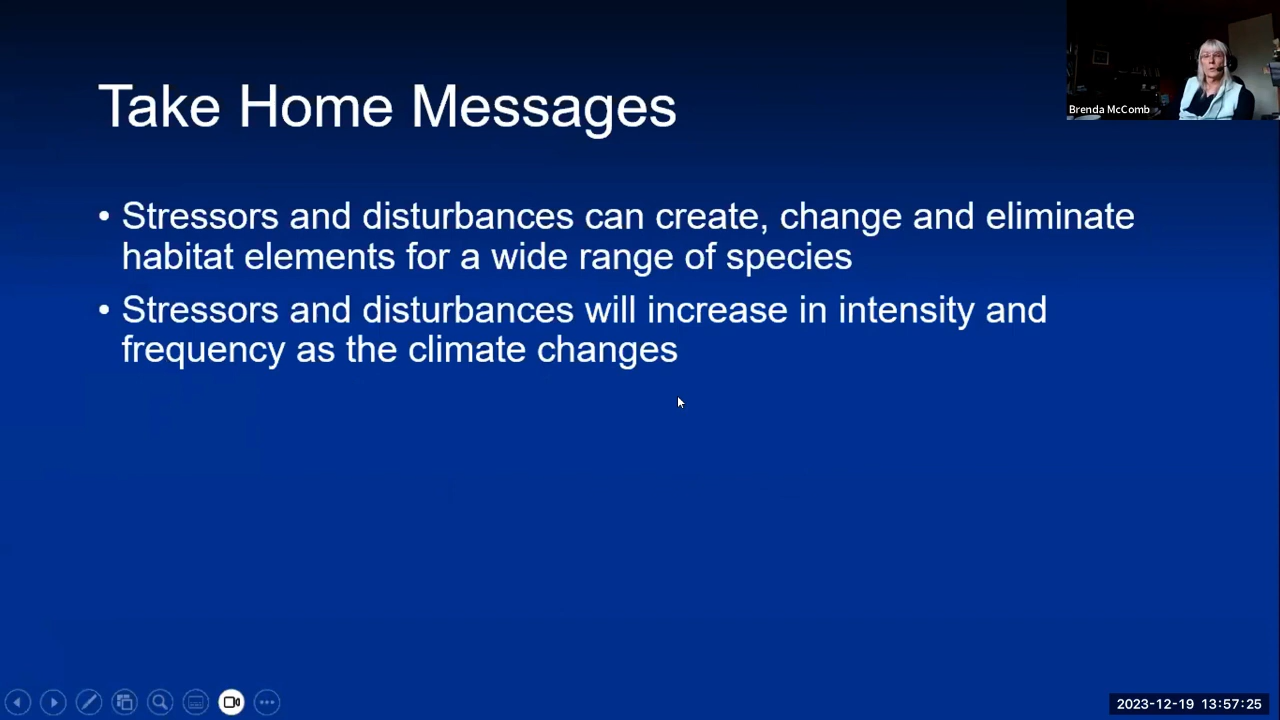 Take Home Messages
Brenda McComb
• Stressors and disturbances can create, change and eliminate
habitat elements for a wide range of species
• Stressors and disturbances will increase in intensity and
frequency as the climate changes
2023-12-19 13:57:25